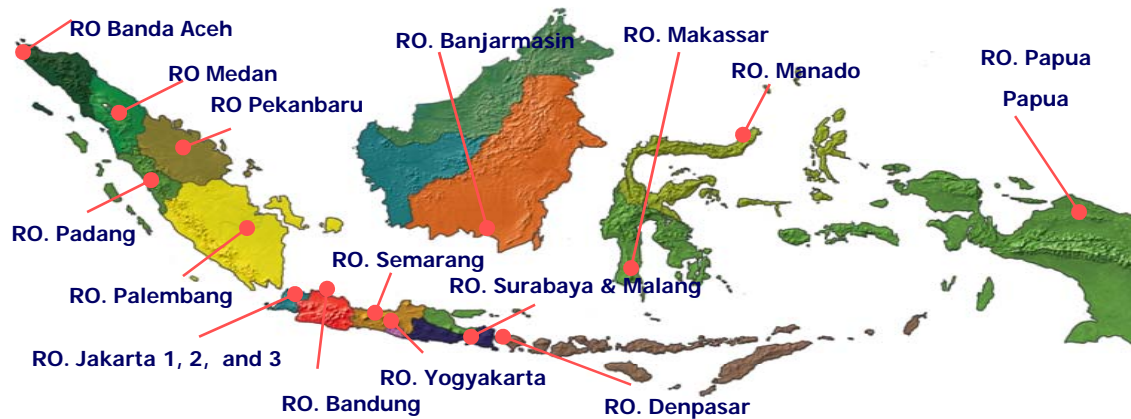 RO Banda Aceh
RO. Banjarmasin
RO. Makassar
RO. Manado
RO. Papua
Papua
RO Medan
RO Pekanbaru
RO. Padang
RO. Semarang
RO. Surabaya & Malang
RO. Palembang
RO. Jakarta 1, 2, and 3
RO. Yogyakarta
RO. Bandung
RO. Denpasar